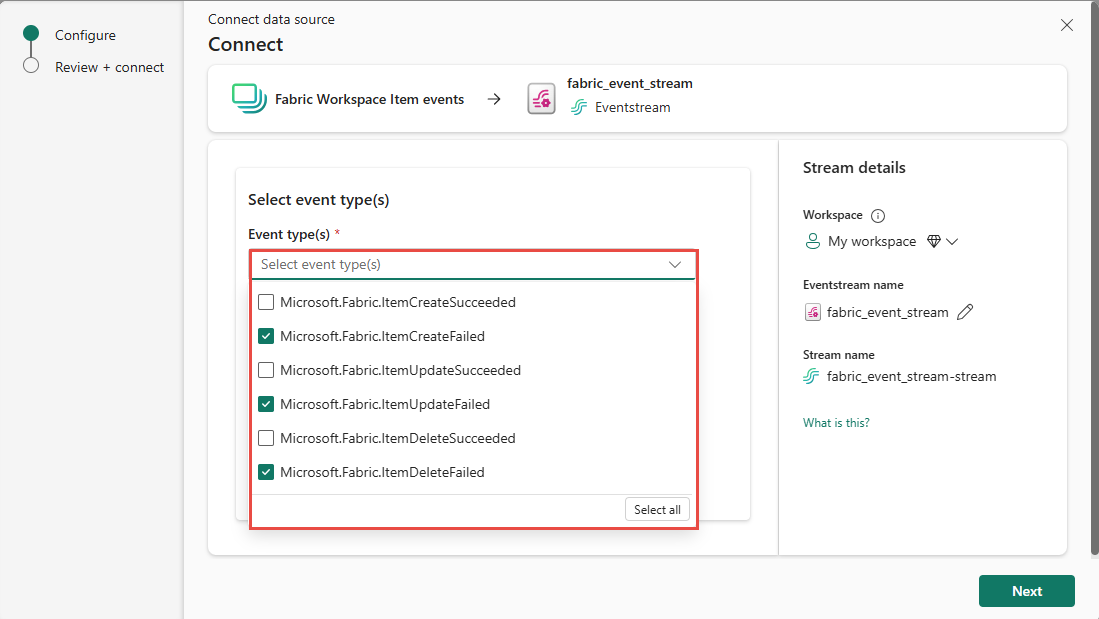 Configure
Review + connect
Connect data source
Connect
Fabric Workspace Item events
fabric_event_stream
Eventstream
Select event type(s)
Event type(s) *
Select event type(s)
Microsoft.Fabric.ItemCreateSucceeded
Microsoft.Fabric.ItemCreateFailed
Microsoft.Fabric.ItemUpdateSucceeded
Microsoft.Fabric.ItemUpdateFailed
Microsoft.Fabric.ItemDeleteSucceeded
Microsoft.Fabric.ItemDeleteFailed
Select all
Stream details
Workspace
My workspace
Eventstream name
fabric_event_stream
Stream name
fabric_event_stream-stream
What is this?
Next